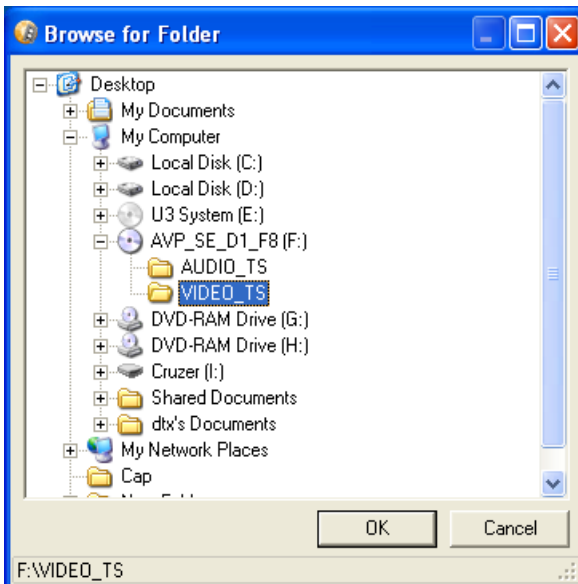 Browse for Folder
Desktop
My Documents
My Computer
Local Disk (C:)
Local Disk (D:)
U3 System (E:)
AVP_SE_D1_F8 (F:)
AUDIO_TS
VIDEO_TS
DVD-RAM Drive (G:)
DVD-RAM Drive (H:)
Cruzer (I:)
Shared Documents
dtx's Documents
My Network Places
Cap
OK Cancel
F:\VIDEO_TS